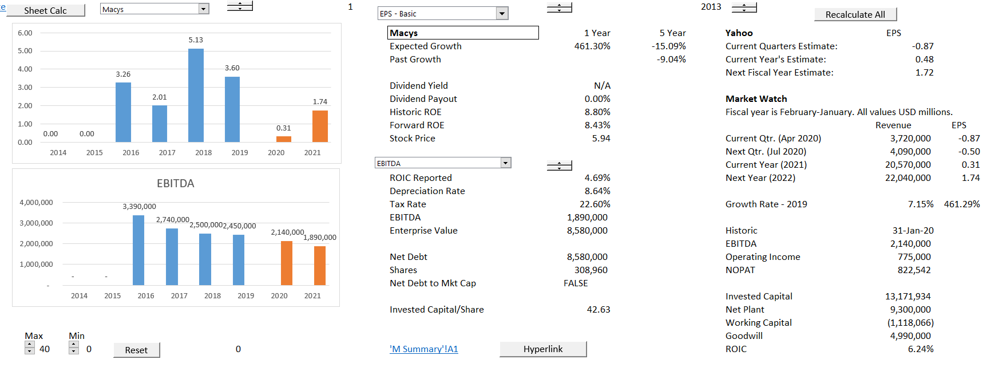 te
Sheet Calc
Macys
1
EPS - Basic
2013
Recalculate All
6.00
5.00
4.00
3.00
2.00
1.00
0.00
0.00 0.00 3.26 2.01 5.13 3.60 0.31 1.74
2014 2015 2016 2017 2018 2019 2020 2021
EBITDA
4,000,000
3,000,000
2,000,000
1,000,000
-
- - 3,390,000 2,740,000 2,500,000 2,450,000 2,140,000 1,890,000
2014 2015 2016 2017 2018 2019 2020 2021
Max Min
40 0
Reset
0
Macys 1 Year 5 Year
Expected Growth 461.30% -15.09%
Past Growth -9.04%
Dividend Yield N/A
Dividend Payout 0.00%
Historic ROE 8.80%
Forward ROE 8.43%
Stock Price 5.94
EBITDA
ROIC Reported 4.69%
Depreciation Rate 8.64%
Tax Rate 22.60%
EBITDA 1,890,000
Enterprise Value 8,580,000
Net Debt 8,580,000
Shares 308,960
Net Debt to Mkt Cap FALSE
Invested Capital/Share 42.63
'M Summary'!A1
Hyperlink
Yahoo EPS
Current Quarters Estimate: -0.87
Current Year's Estimate: 0.48
Next Fiscal Year Estimate: 1.72
Market Watch
Fiscal year is February-January. All values USD millions.
Revenue EPS
Current Qtr. (Apr 2020) 3,720,000 -0.87
Next Qtr. (Jul 2020) 4,090,000 -0.50
Current Year (2021) 20,570,000 0.31
Next Year (2022) 22,040,000 1.74
Growth Rate - 2019 7.15% 461.29%
Historic 31-Jan-20
EBITDA 2,140,000
Operating Income 775,000
NOPAT 822,542
Invested Capital 13,171,934
Net Plant 9,300,000
Working Capital (1,118,066)
Goodwill 4,990,000
ROIC 6.24%